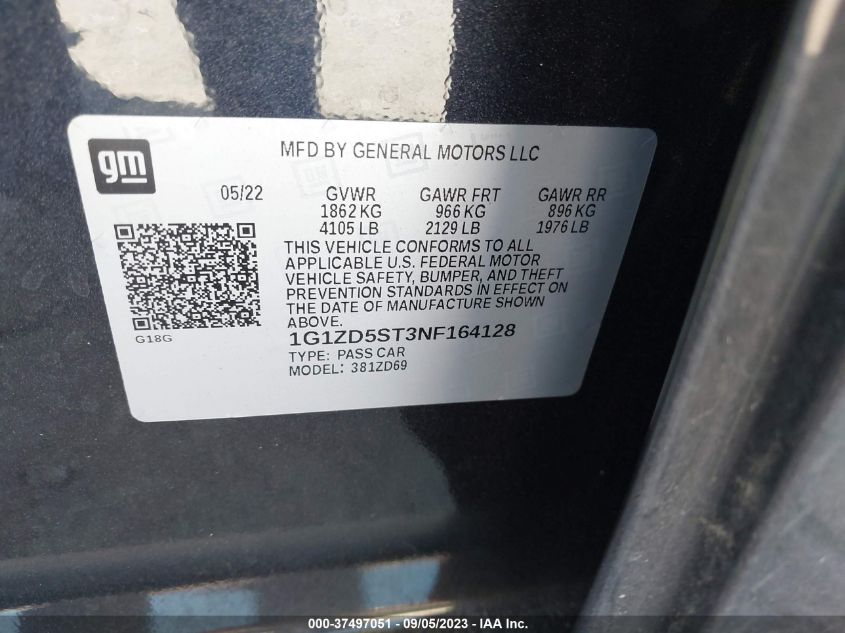 gm
MFD BY GENERAL MOTORS LLC
05/22 GVWR GAWR FRT GAWR RR
1862 KG 966 KG 896 KG
4105 LB 2129 LB 1976 LB
THIS VEHICLE CONFORMS TO ALL
APPLICABLE U.S. FEDERAL MOTOR
VEHICLE SAFETY, BUMPER, AND THEFT
PREVENTION STANDARDS IN EFFECT ON
THE DATE OF MANUFACTURE SHOWN
ABOVE.
G18G
1G1ZD5ST3NF164128
TYPE: PASS CAR
MODEL: 381ZD69
000-37497051 - 09/05/2023 - IAAI Inc.